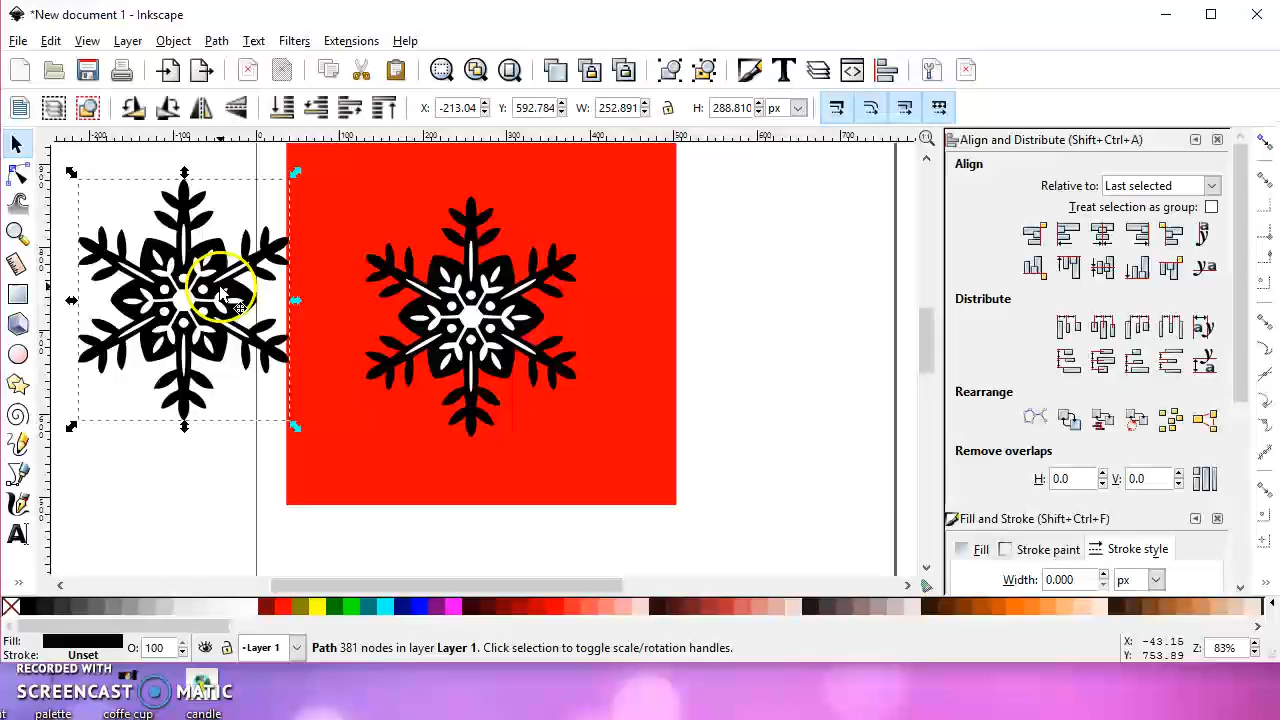 *New document 1 - Inkscape
File Edit View Layer Object Path Text Filters Extensions Help
X: -213.04 Y: 592.784 W: 252.891 H: 288.810 px
Align and Distribute (Shift+Ctrl+A)
Align
Relative to: Last selected
Treat selection as group:
Distribute
Rearrange
Remove overlaps
H: 0.0 V: 0.0
Fill and Stroke (Shift+Ctrl+F)
Fill Stroke paint Stroke style
Width: 0.000 px
Fill:
Stroke: Unset
O: 100
Layer 1
Path 381 nodes in layer Layer 1. Click selection to toggle scale/rotation handles.
X: -43.15
Y: 753.89
Z: 83%
RECORDED WITH
SCREENCAST MATIC
palette coffe cup candle